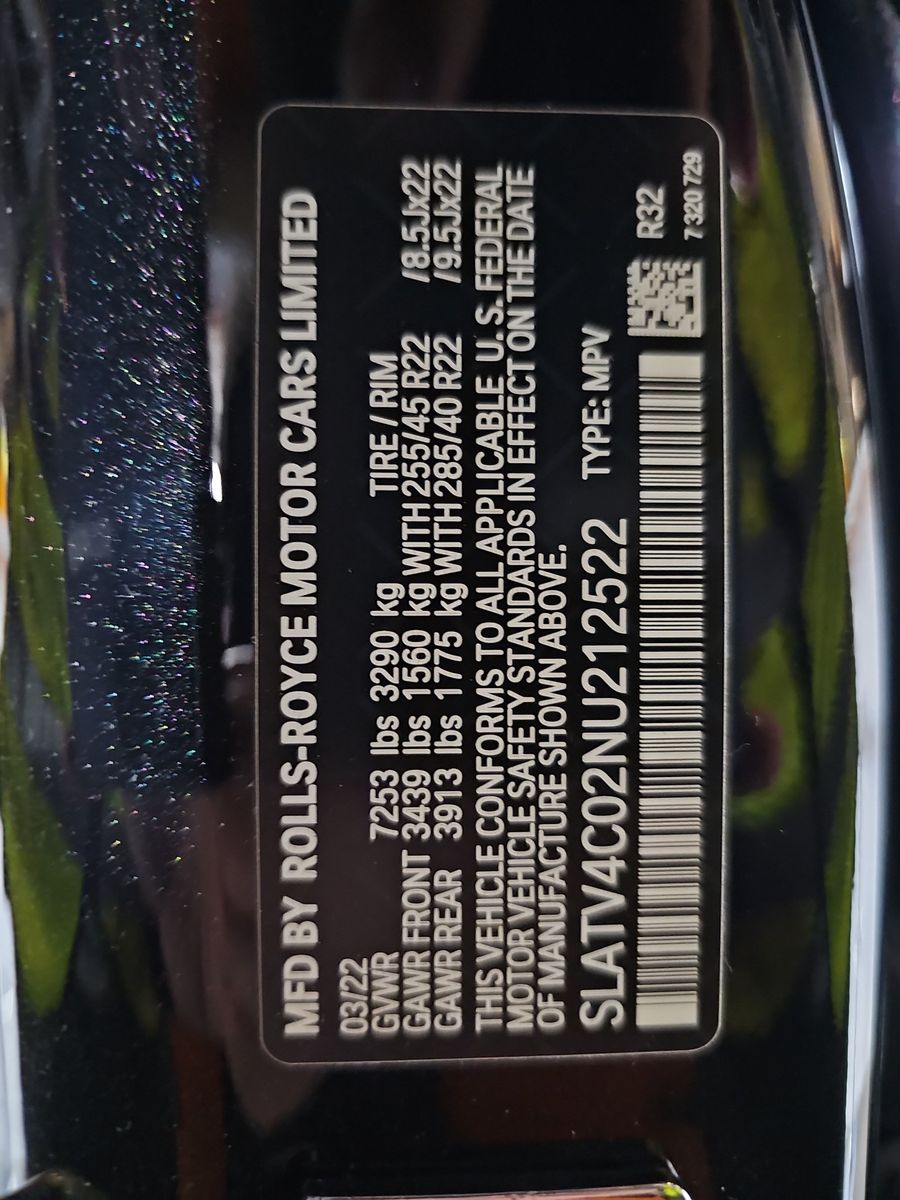 MFD BY ROLLS-ROYCE MOTOR CARS LIMITED
03/22
GVWR 7253 lbs 3290 kg TIRE / RIM
GAWR FRONT 3439 lbs 1560 kg WITH 255/45 R22 /8.5Jx22
GAWR REAR 3913 lbs 1775 kg WITH 285/40 R22 /9.5Jx22
THIS VEHICLE CONFORMS TO ALL APPLICABLE U.S. FEDERAL
MOTOR VEHICLE SAFETY STANDARDS IN EFFECT ON THE DATE
OF MANUFACTURE SHOWN ABOVE.
SLATV4C02NU212522 TYPE: MPV
R32
7 320 729